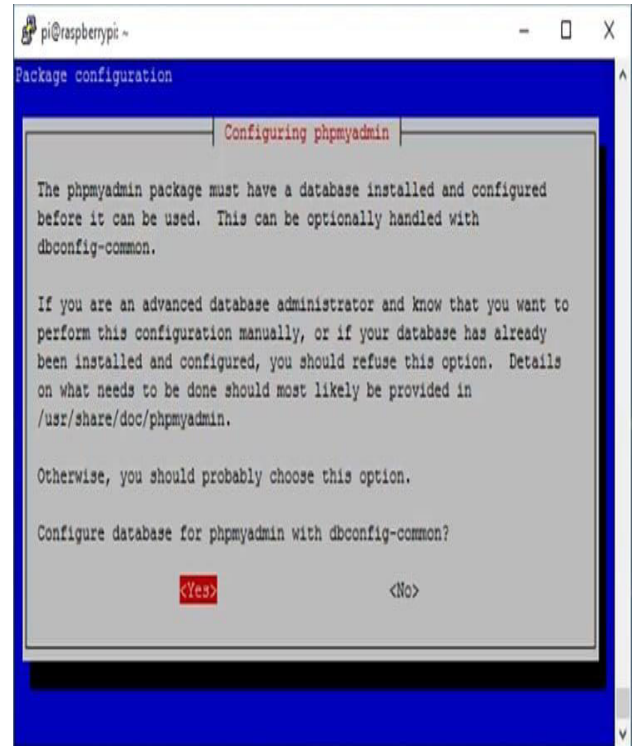 pi@raspberrypi: ~
Package configuration
Configuring phpmyadmin
The phpmyadmin package must have a database installed and configured
before it can be used.  This can be optionally handled with
dbconfig-common.
If you are an advanced database administrator and know that you want to
perform this configuration manually, or if your database has already
been installed and configured, you should refuse this option.  Details
on what needs to be done should most likely be provided in
/usr/share/doc/phpmyadmin.
Otherwise, you should probably choose this option.
Configure database for phpmyadmin with dbconfig-common?
<Yes> <No>